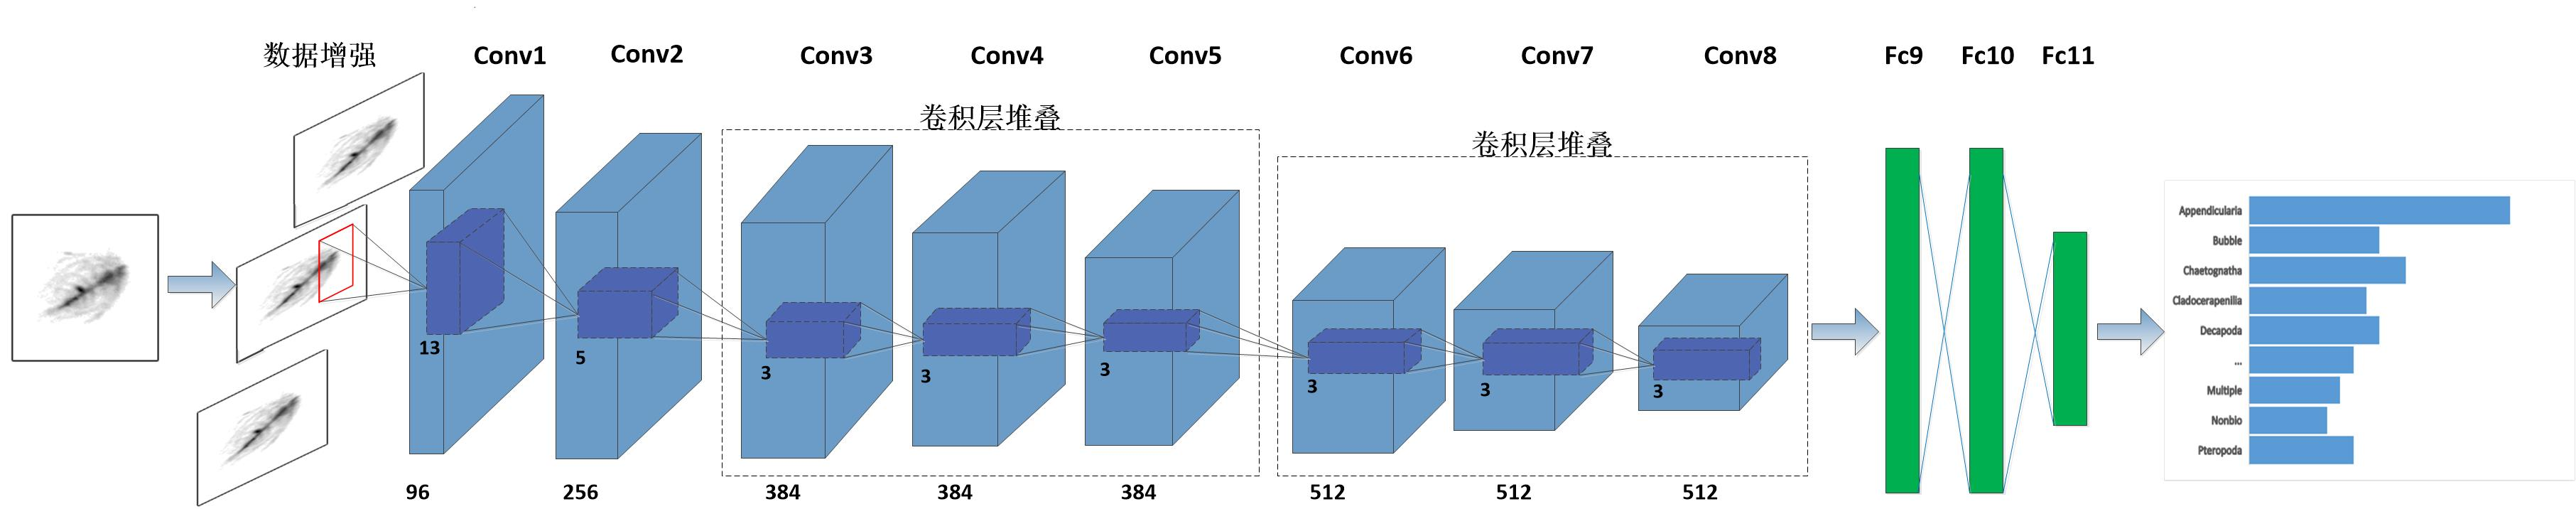 数据增强
Conv1
Conv2
Conv3
Conv4
Conv5
Conv6
Conv7
Conv8
Fc9
Fc10
Fc11
卷积层堆叠
卷积层堆叠
13
5
3
3
3
3
3
3
96
256
384
384
384
512
512
512
Appendicularia
Bubble
Chaetognatha
Cladocerapenilia
Decapoda
...
Multiple
Nonbio
Pteropoda